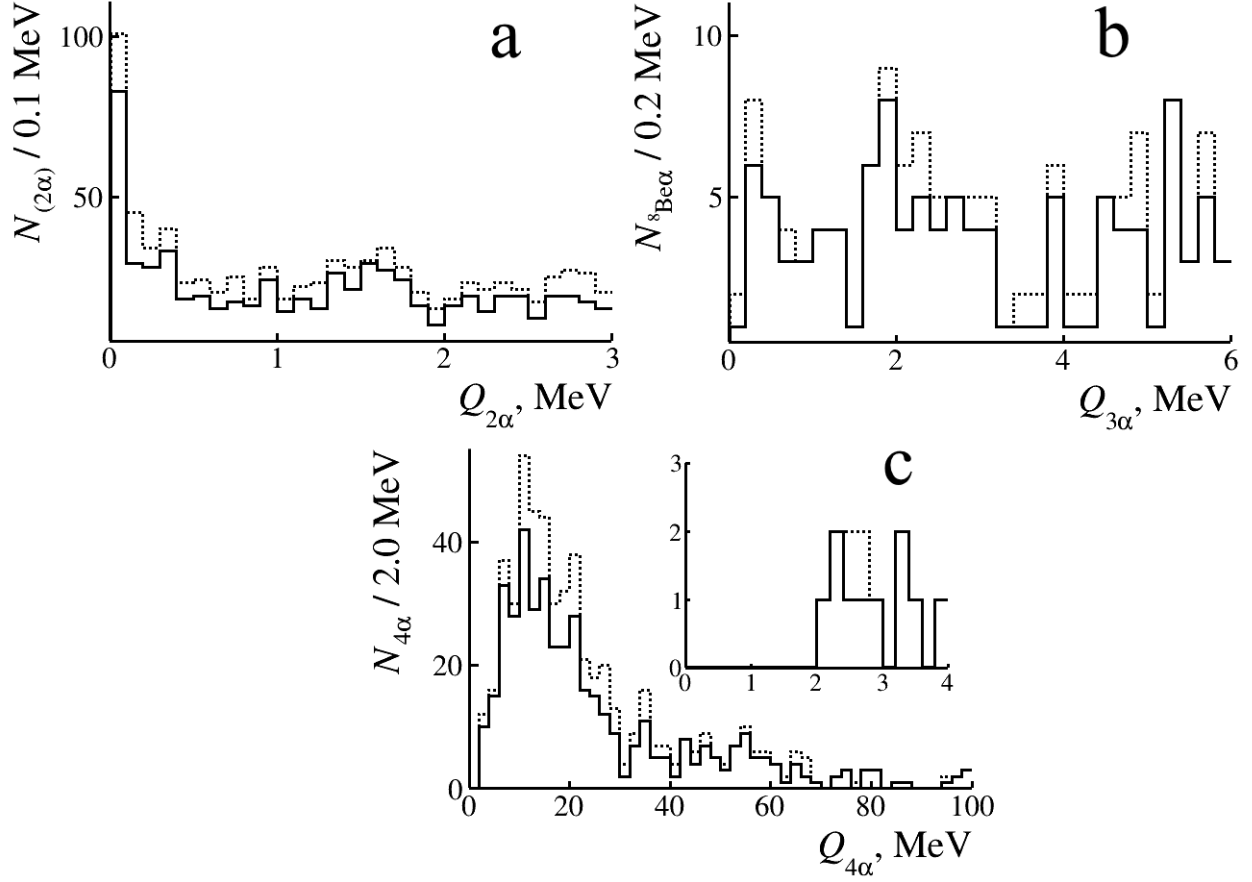 a
N(2α) / 0.1 MeV
100
50
0 1 2 3
Q2α, MeV
b
N8Beα / 0.2 MeV
10
5
0 2 4 6
Q3α, MeV
c
N4α / 2.0 MeV
40
20
0
0 20 40 60 80 100
Q4α, MeV
3
2
1
0
0 1 2 3 4